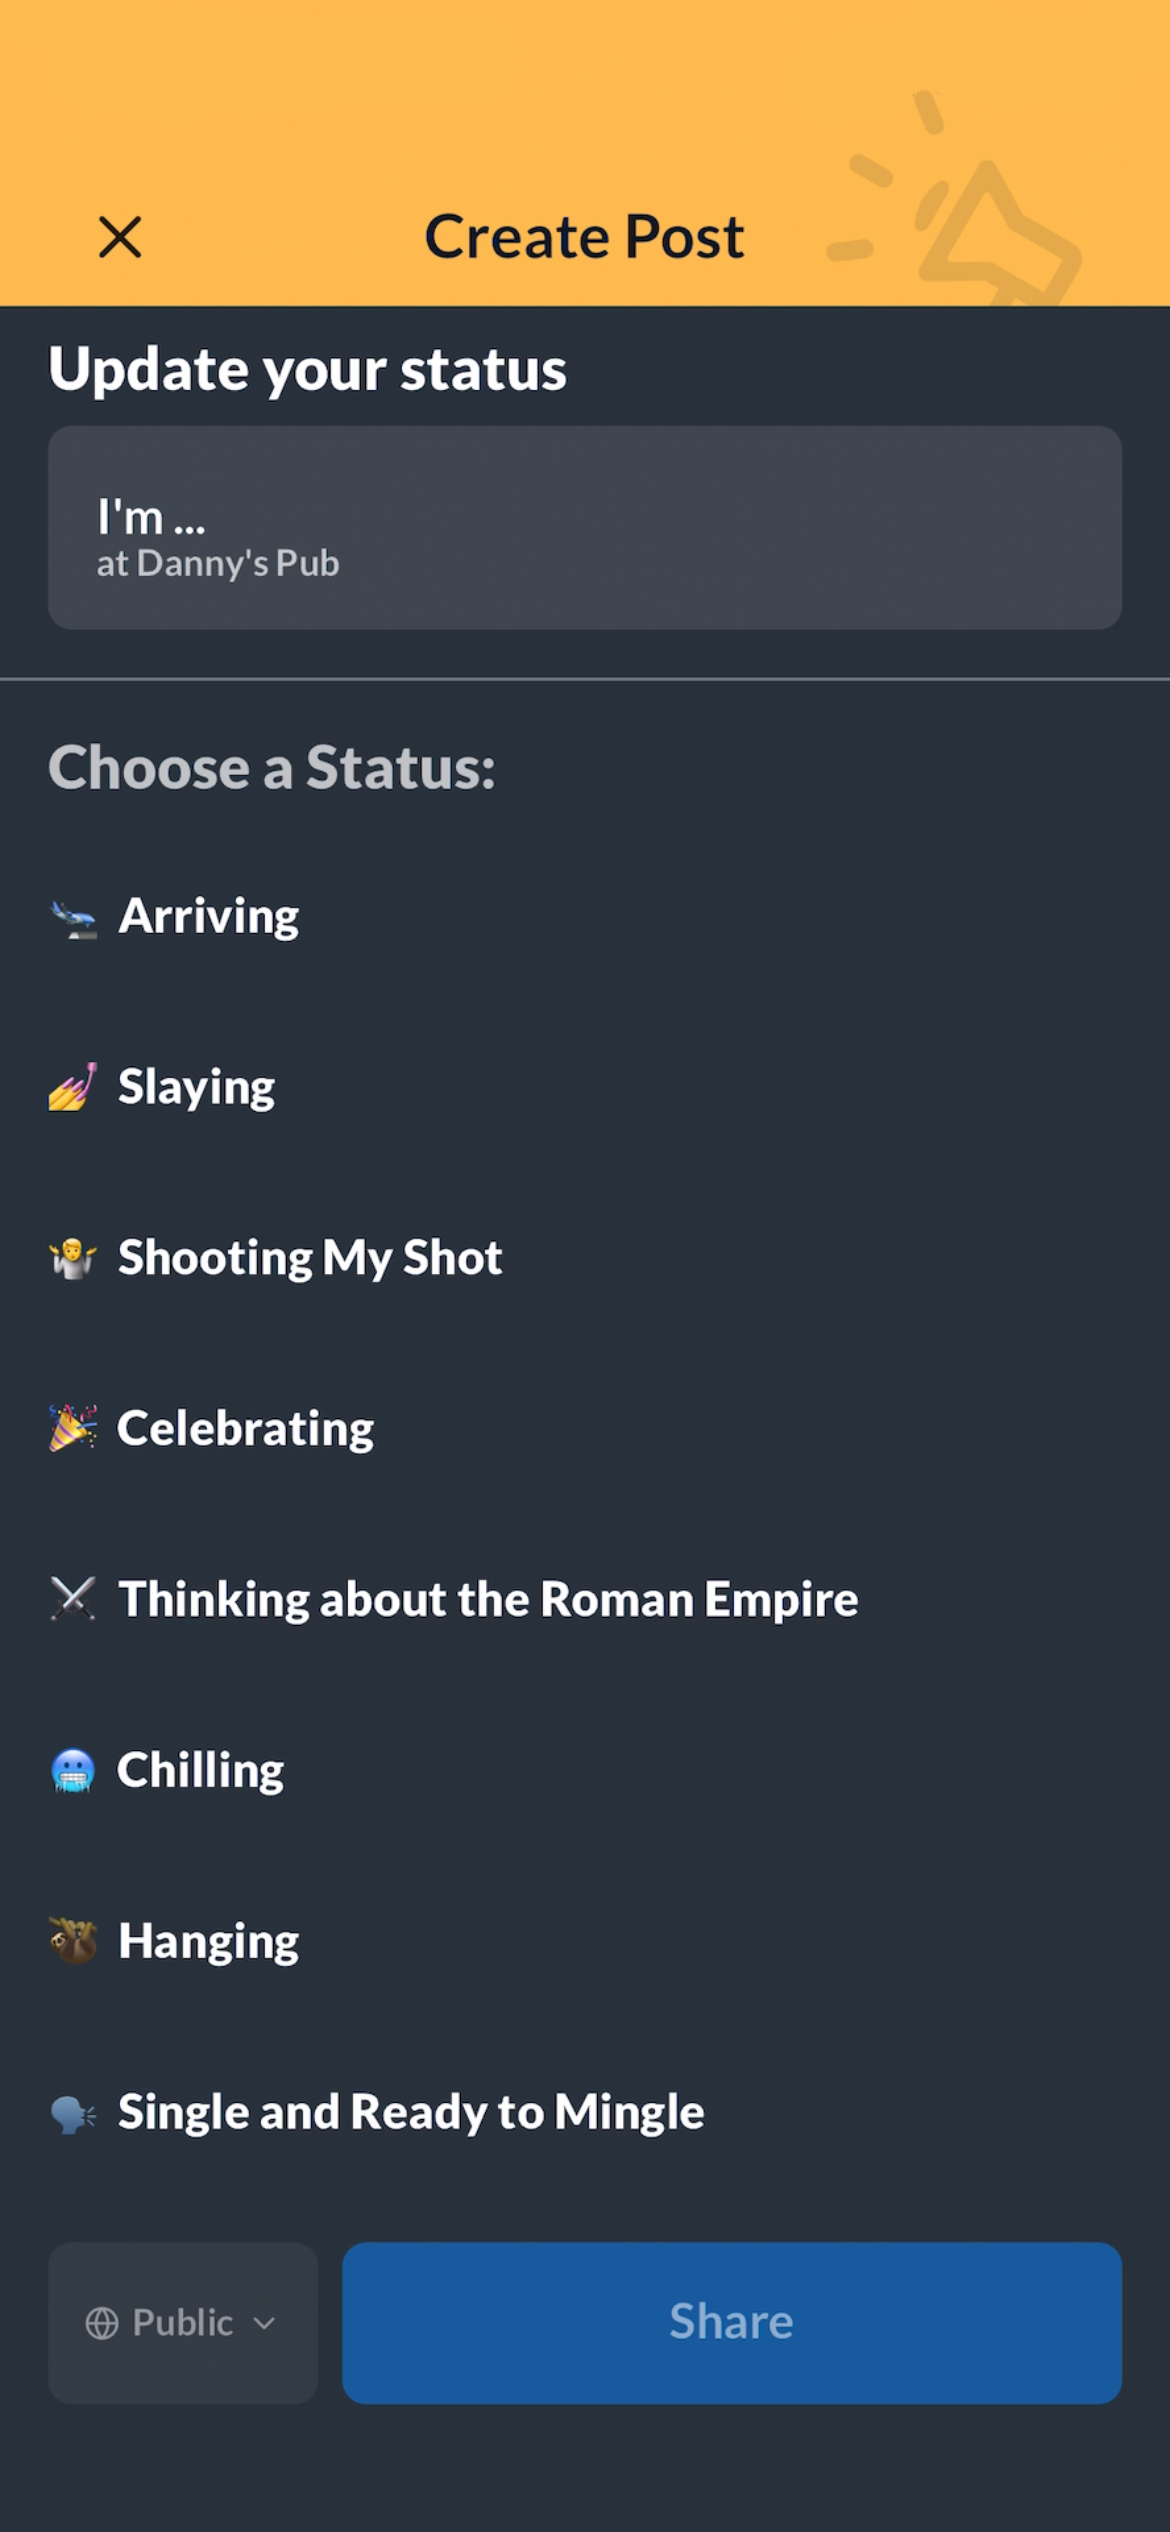 Create Post
Update your status
I'm ...
at Danny's Pub
Choose a Status:
Arriving
Slaying
Shooting My Shot
Celebrating
Thinking about the Roman Empire
Chilling
Hanging
Single and Ready to Mingle
Public
Share